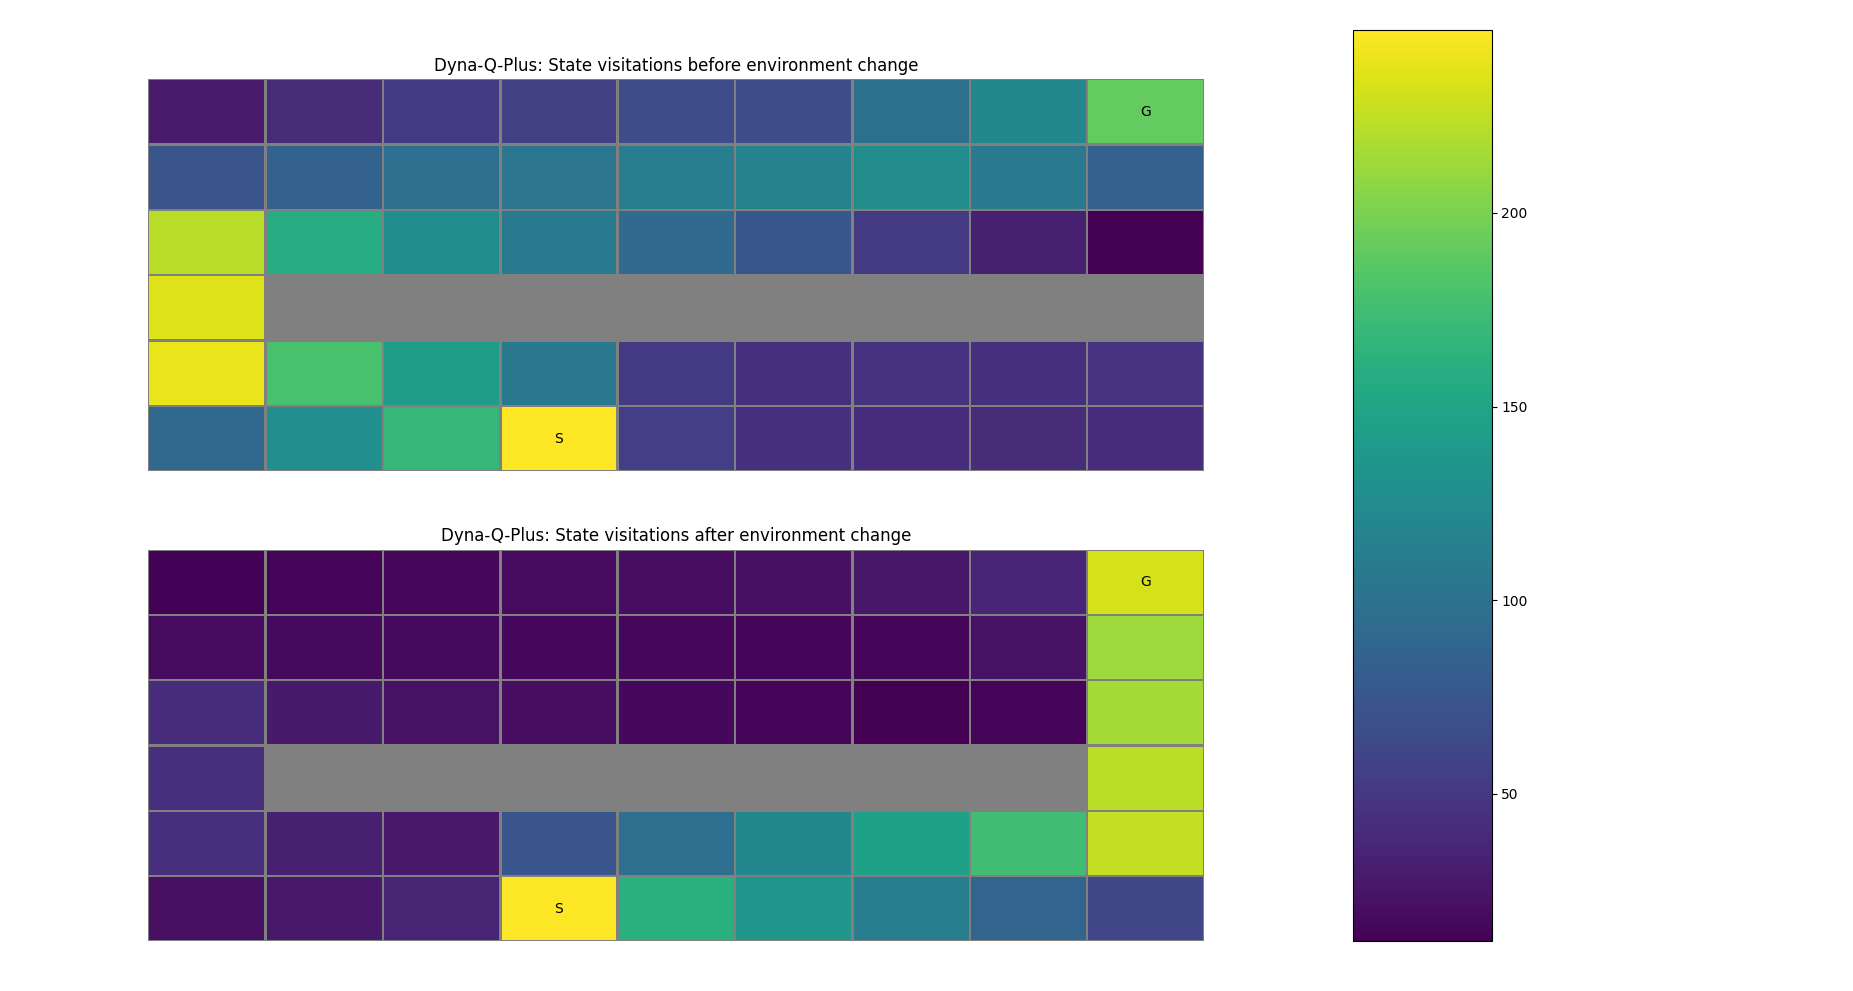 Dyna-Q-Plus: State visitations before environment change
G
S
Dyna-Q-Plus: State visitations after environment change
G
S
200
150
100
50